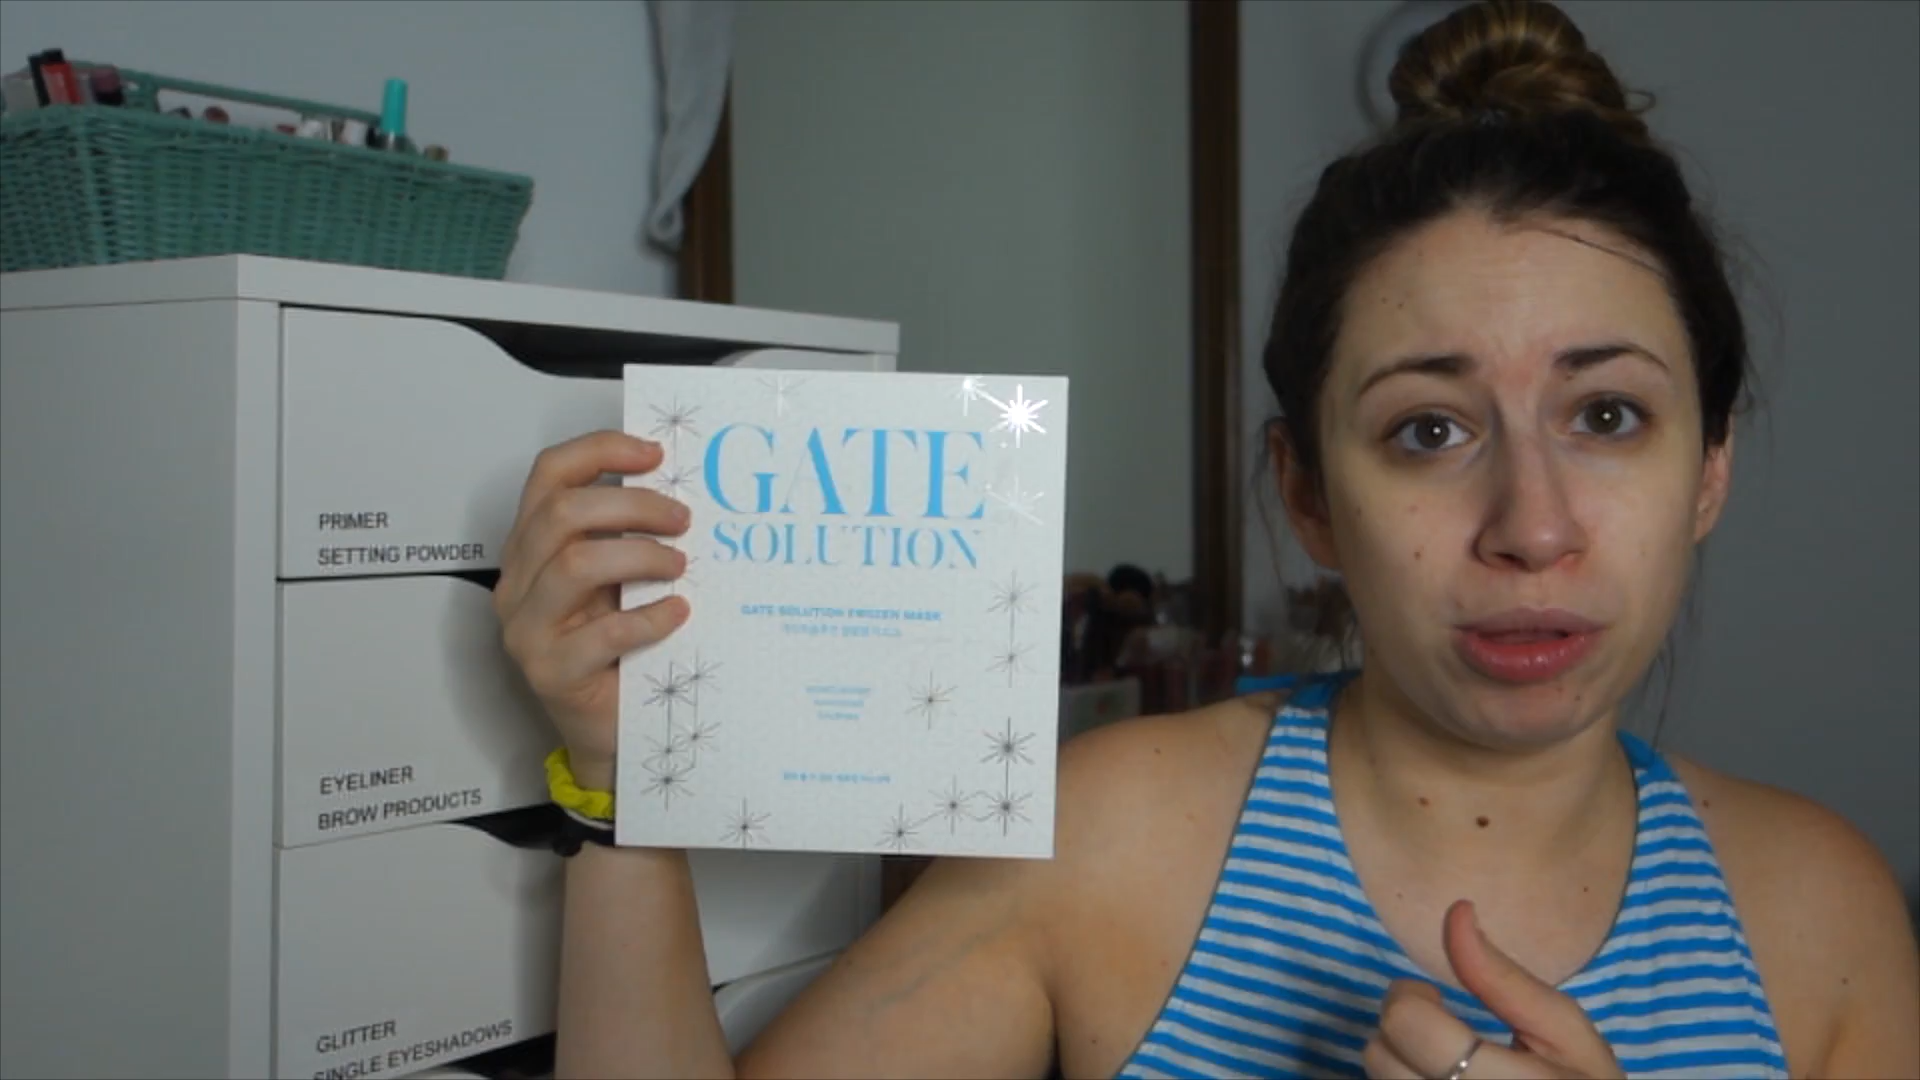 PRIMER
SETTING POWDER
EYELINER
BROW PRODUCTS
GLITTER
SINGLE EYESHADOWS
GATE
SOLUTION
GATE SOLUTION FROZEN MASK